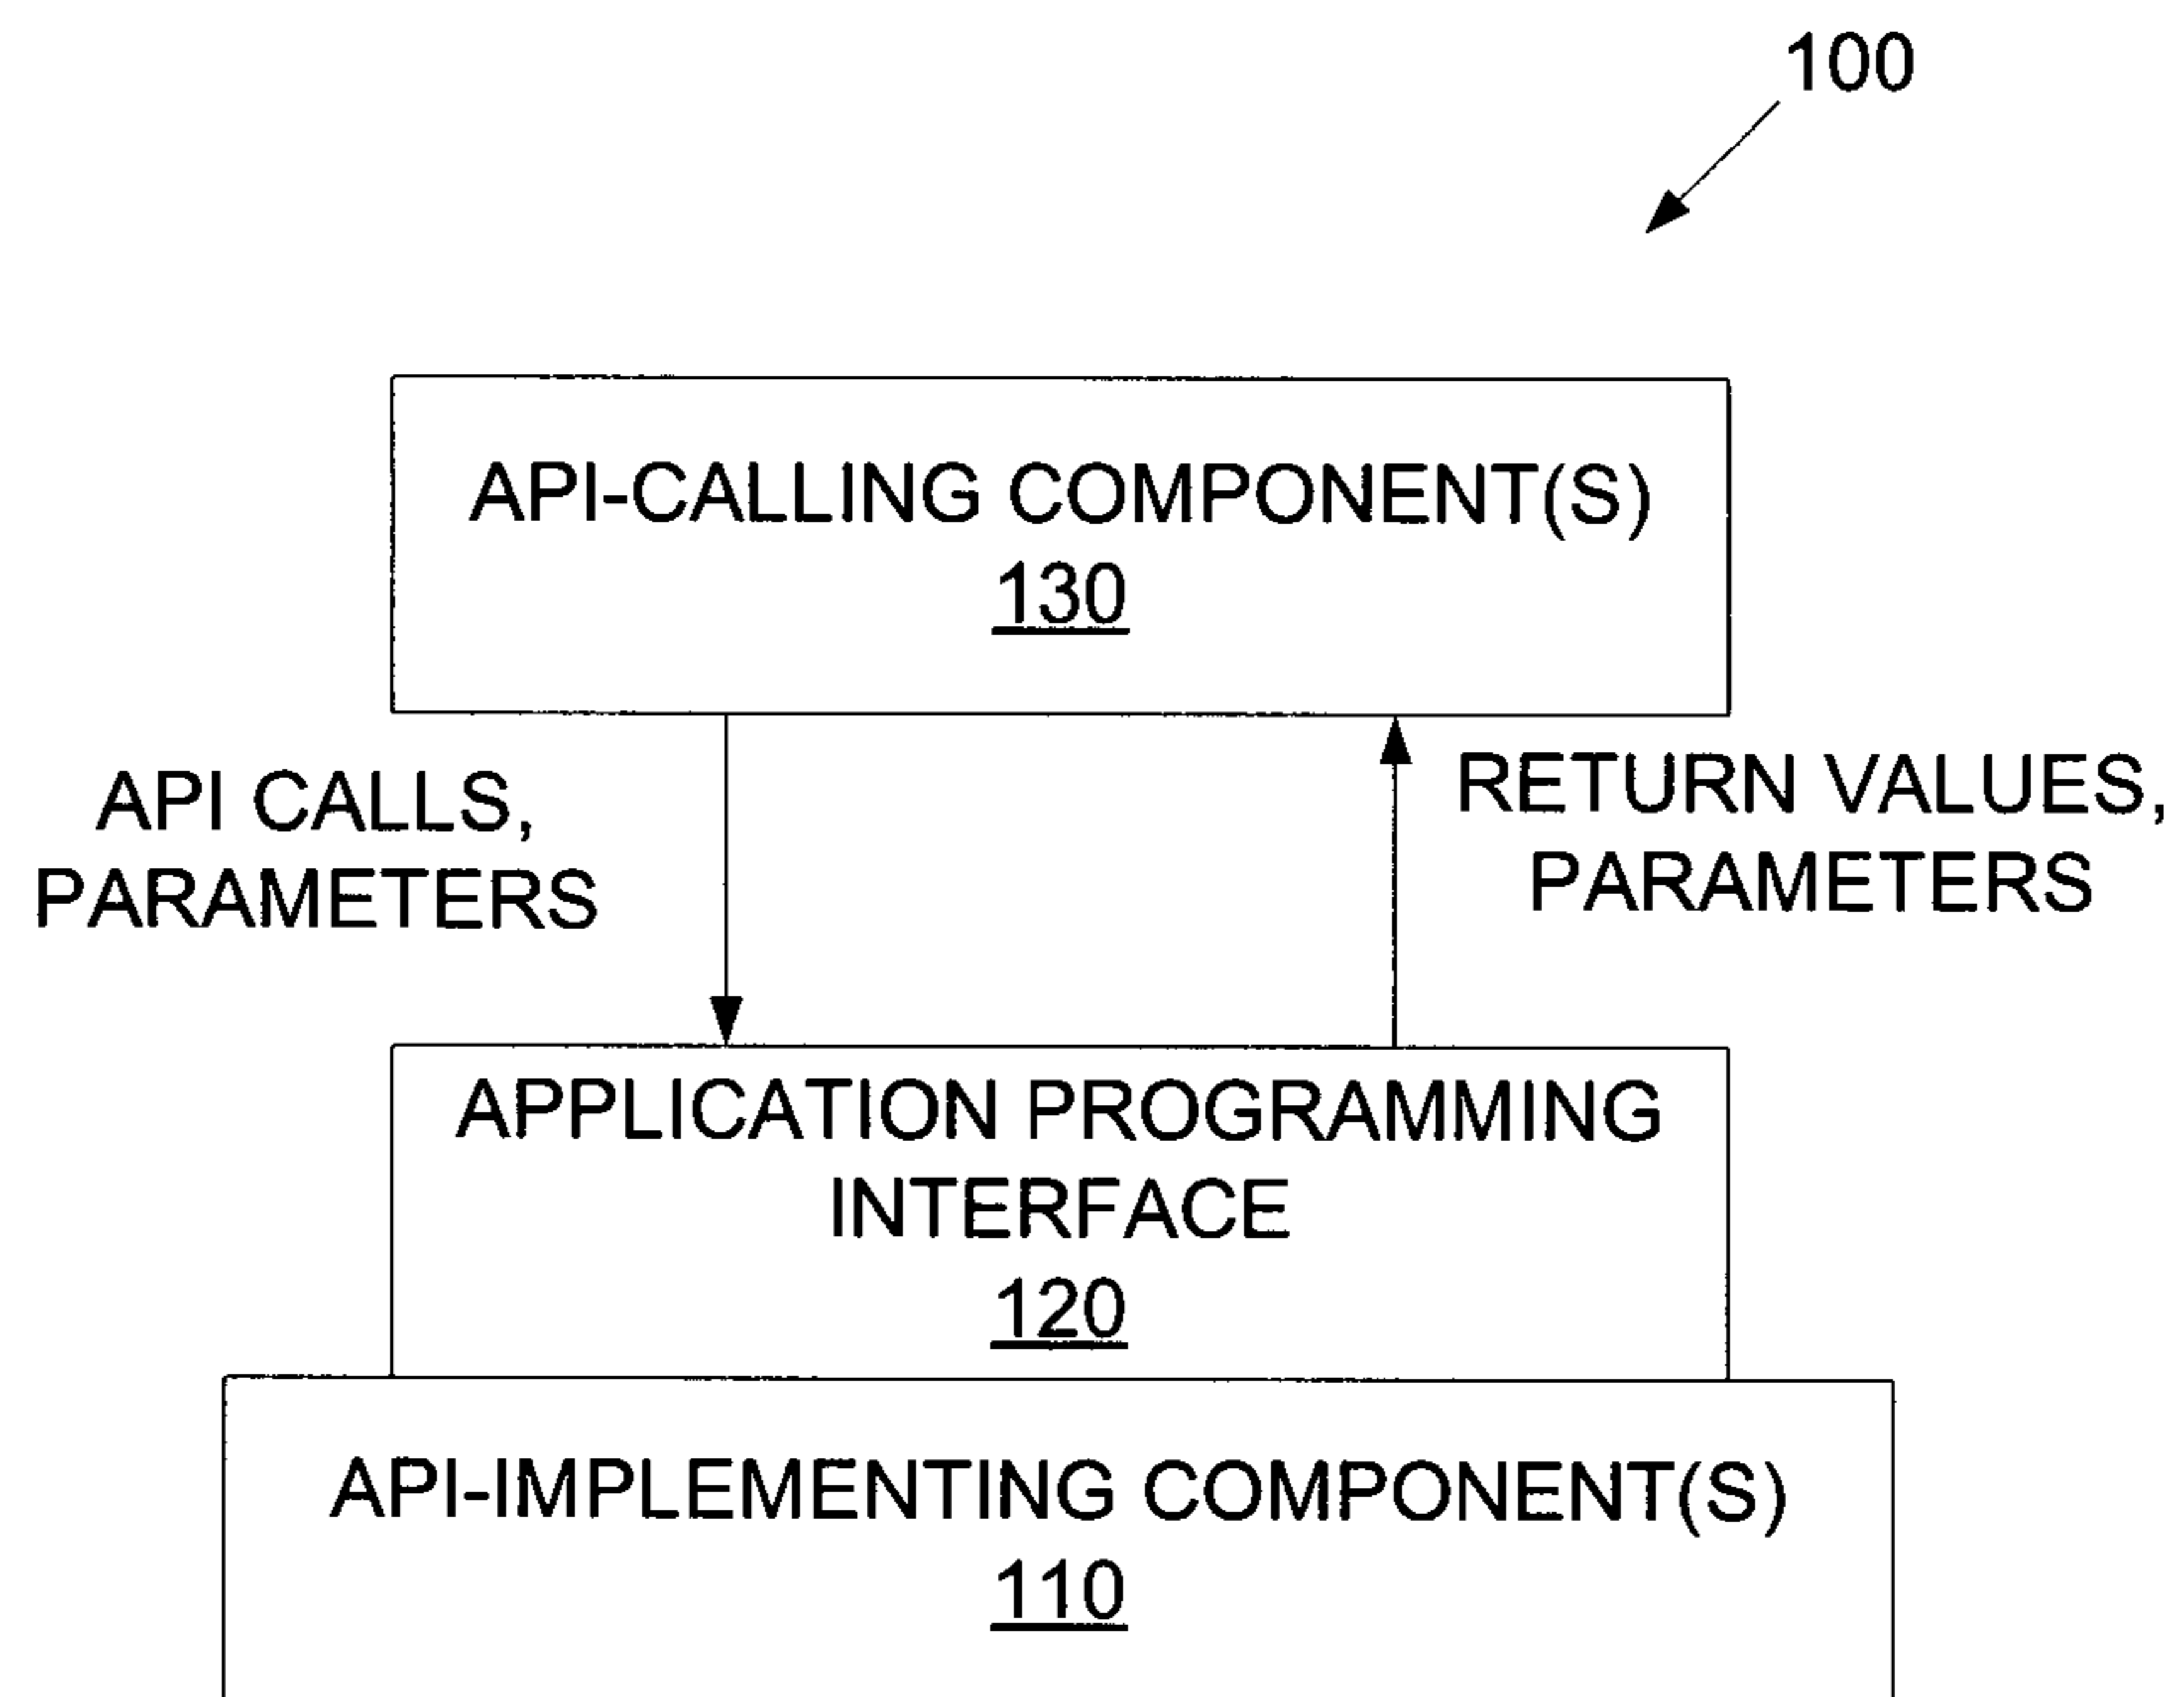 100
API-CALLING COMPONENT(S)
130
API CALLS,
PARAMETERS
RETURN VALUES,
PARAMETERS
APPLICATION PROGRAMMING
INTERFACE
120
API-IMPLEMENTING COMPONENT(S)
110